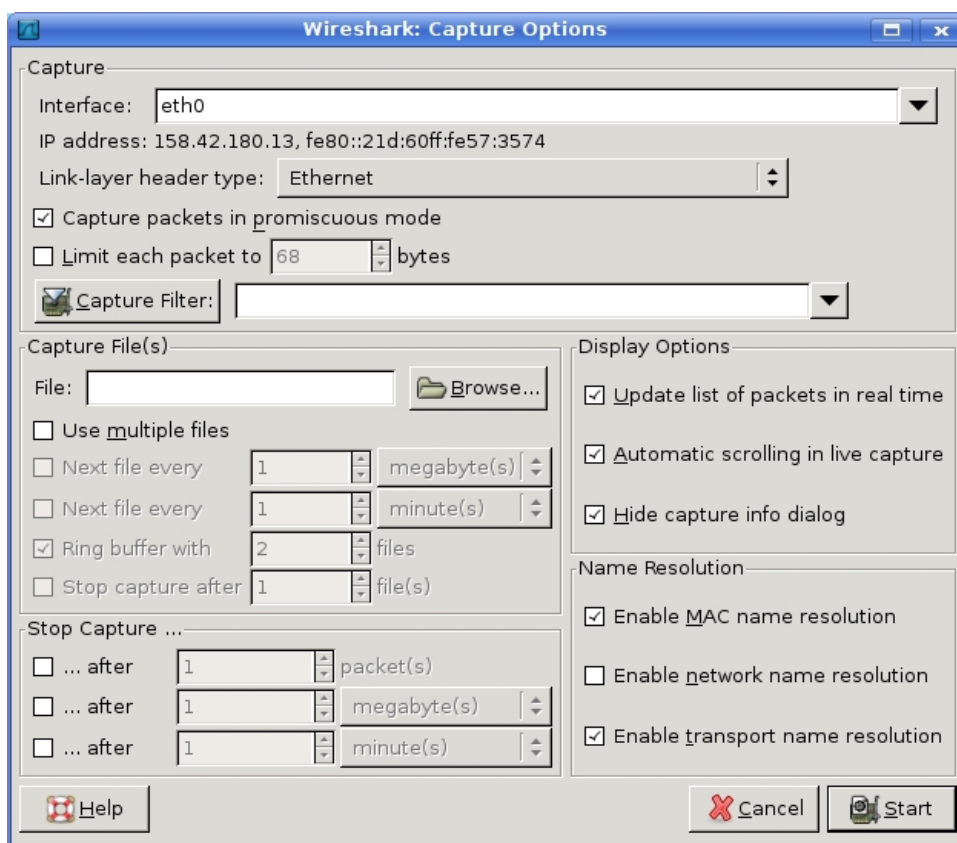 Wireshark: Capture Options
Capture
Interface: eth0
IP address: 158.42.180.13, fe80::21d:60ff:fe57:3574
Link-layer header type: Ethernet
Capture packets in promiscuous mode
Limit each packet to 68 bytes
Capture Filter:
Capture File(s)
File: Browse...
Use multiple files
Next file every 1 megabyte(s)
Next file every 1 minute(s)
Ring buffer with 2 files
Stop capture after 1 file(s)
Stop Capture ...
... after 1 packet(s)
... after 1 megabyte(s)
... after 1 minute(s)
Display Options
Update list of packets in real time
Automatic scrolling in live capture
Hide capture info dialog
Name Resolution
Enable MAC name resolution
Enable network name resolution
Enable transport name resolution
Help Cancel Start